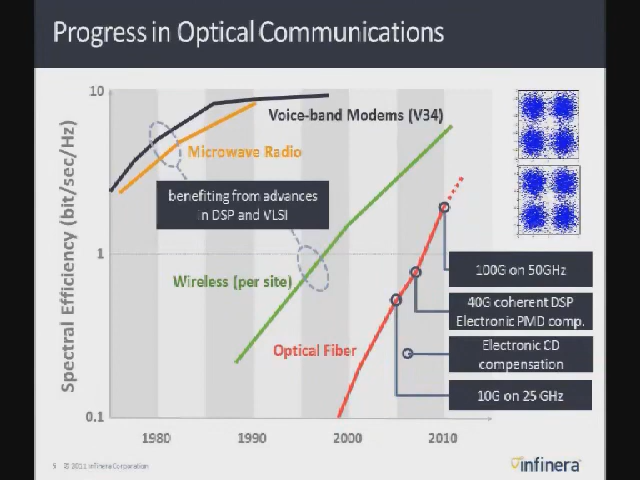 Progress in Optical Communications
10
Voice-band Modems (V34)
Microwave Radio
benefiting from advances
in DSP and VLSI
Spectral Efficiency (bit/sec/Hz)
1
100G on 50GHz
Wireless (per site)
40G coherent DSP
Electronic PMD comp.
Optical Fiber
Electronic CD
compensation
10G on 25 GHz
0.1
1980 1990 2000 2010
5 © 2011 Infinera Corporation
infinera